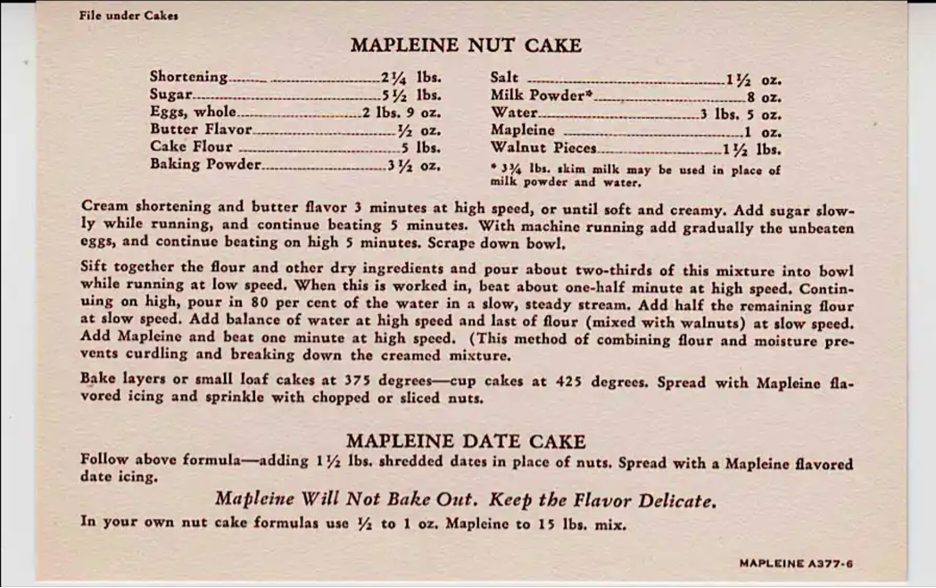 File under Cakes
MAPLEINE NUT CAKE
Shortening 2¼ lbs.
Sugar 5½ lbs.
Eggs, whole 2 lbs. 9 oz.
Butter Flavor ½ oz.
Cake Flour 5 lbs.
Baking Powder 3½ oz.
Salt 1½ oz.
Milk Powder* 8 oz.
Water 3 lbs. 5 oz.
Mapleine 1 oz.
Walnut Pieces 1½ lbs.
* 3¾ lbs. skim milk may be used in place of
milk powder and water.
Cream shortening and butter flavor 3 minutes at high speed, or until soft and creamy. Add sugar slow-
ly while running, and continue beating 5 minutes. With machine running add gradually the unbeaten
eggs, and continue beating on high 5 minutes. Scrape down bowl.
Sift together the flour and other dry ingredients and pour about two-thirds of this mixture into bowl
while running at low speed. When this is worked in, beat about one-half minute at high speed. Contin-
uing on high, pour in 80 per cent of the water in a slow, steady stream. Add half the remaining flour
at slow speed. Add balance of water at high speed and last of flour (mixed with walnuts) at slow speed.
Add Mapleine and beat one minute at high speed. (This method of combining flour and moisture pre-
vents curdling and breaking down the creamed mixture.
Bake layers or small loaf cakes at 375 degrees—cup cakes at 425 degrees. Spread with Mapleine fla-
vored icing and sprinkle with chopped or sliced nuts.
MAPLEINE DATE CAKE
Follow above formula—adding 1½ lbs. shredded dates in place of nuts. Spread with a Mapleine flavored
date icing.
Mapleine Will Not Bake Out. Keep the Flavor Delicate.
In your own nut cake formulas use ½ to 1 oz. Mapleine to 15 lbs. mix.
MAPLEINE A377-6